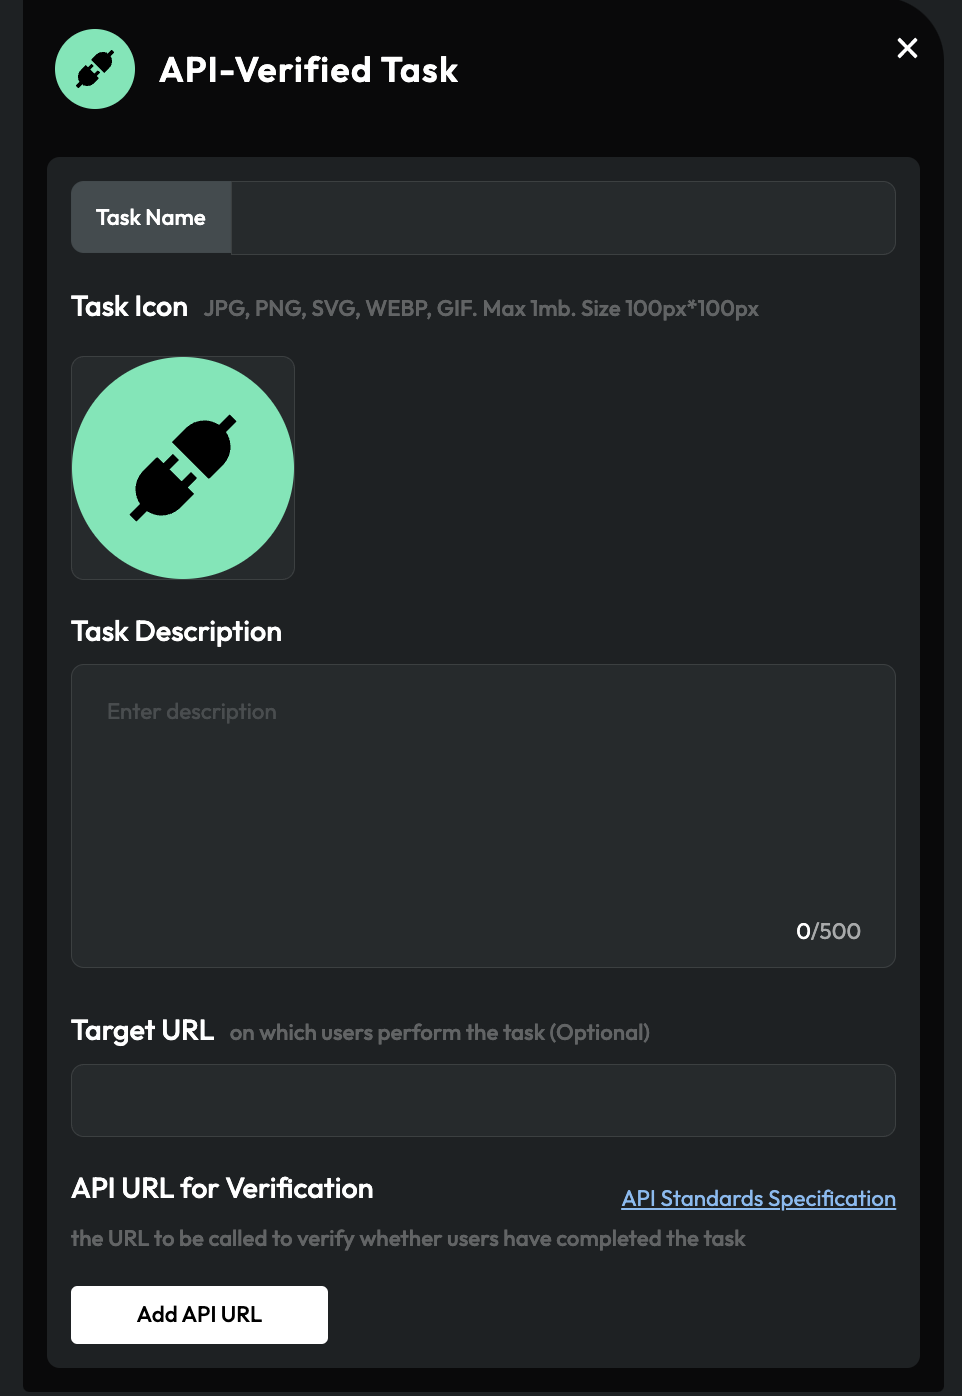 API-Verified Task
Task Name
Task Icon JPG, PNG, SVG, WEBP, GIF. Max 1mb. Size 100px*100px
Task Description
Enter description
0/500
Target URL on which users perform the task (Optional)
API URL for Verification
API Standards Specification
the URL to be called to verify whether users have completed the task
Add API URL